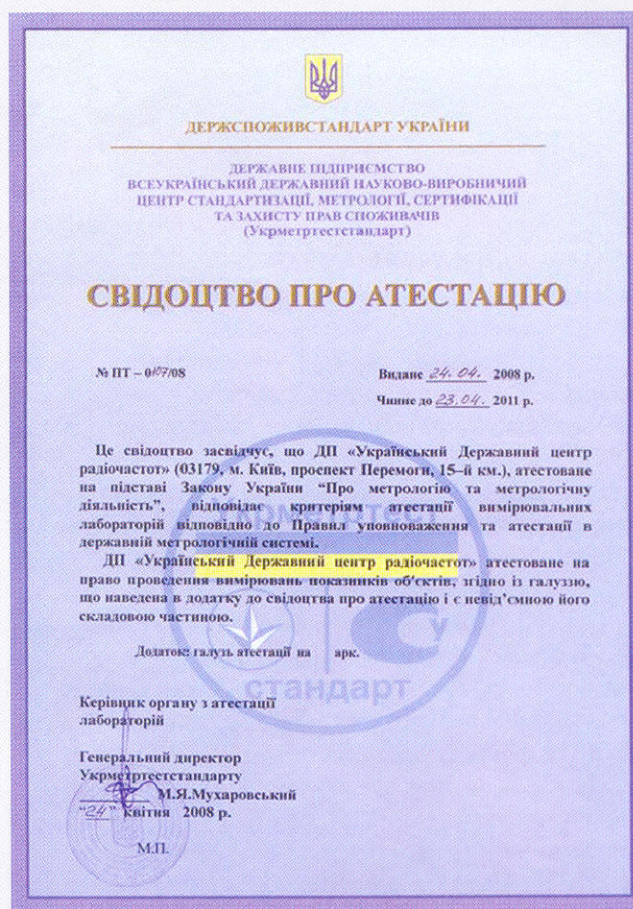 ДЕРЖСПОЖИВСТАНДАРТ УКРАЇНИ
ДЕРЖАВНЕ ПІДПРИЄМСТВО
ВСЕУКРАЇНСЬКИЙ ДЕРЖАВНИЙ НАУКОВО-ВИРОБНИЧИЙ
ЦЕНТР СТАНДАРТИЗАЦІЇ, МЕТРОЛОГІЇ, СЕРТИФІКАЦІЇ
ТА ЗАХИСТУ ПРАВ СПОЖИВАЧІВ
(Укрметртестстандарт)
СВІДОЦТВО ПРО АТЕСТАЦІЮ
№ ПТ – 0107/08
Видане 24.04. 2008 р.
Чинне до 23.04. 2011 р.
Це свідоцтво засвідчує, що ДП «Український Державний центр
радіочастот» (03179, м. Київ, проспект Перемоги, 15–й км.), атестоване
на підставі Закону України “Про метрологію та метрологічну
діяльність”, відповідає критеріям атестації вимірювальних
лабораторій відповідно до Правил уповноваження та атестації в
державній метрологічній системі.
ДП «Український Державний центр радіочастот» атестоване на
право проведення вимірювань показників об’єктів, згідно із галуззю,
що наведена в додатку до свідоцтва про атестацію і є невід’ємною його
складовою частиною.
Додаток: галузь атестації на арк.
стандарт
Керівник органу з атестації
лабораторій
Генеральний директор
Укрметртестстандарту
М.Я.Мухаровський
“24” квітня 2008 р.
М.П.